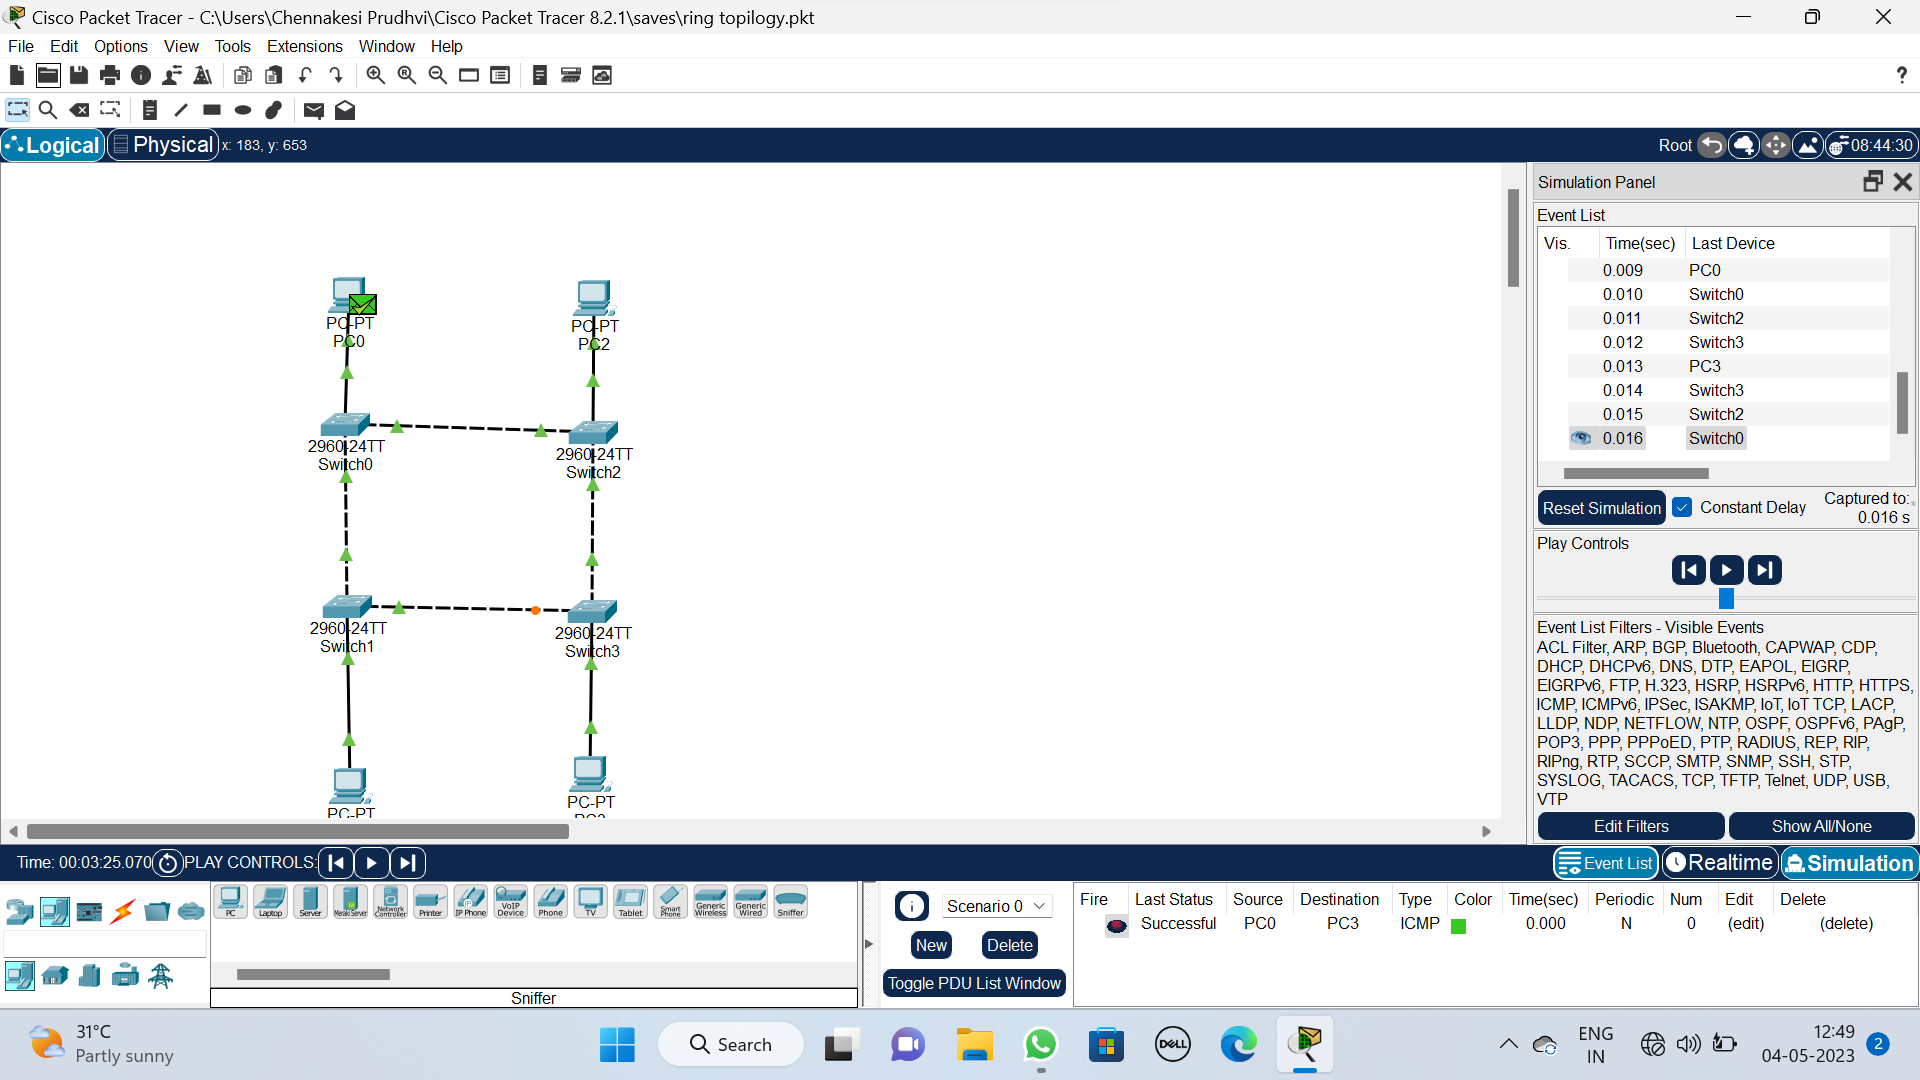 Cisco Packet Tracer - C:\Users\Chennakesi Prudhvi\Cisco Packet Tracer 8.2.1\saves\ring topilogy.pkt
File Edit Options View Tools Extensions Window Help
?
Logical Physical x: 183, y: 653 Root 08:44:30
Simulation Panel
Event List
Vis. Time(sec) Last Device
0.009 PC0
0.010 Switch0
0.011 Switch2
0.012 Switch3
0.013 PC3
0.014 Switch3
0.015 Switch2
0.016 Switch0
Reset Simulation Constant Delay Captured to:
0.016 s
Play Controls
Event List Filters - Visible Events
ACL Filter, ARP, BGP, Bluetooth, CAPWAP, CDP,
DHCP, DHCPv6, DNS, DTP, EAPOL, EIGRP,
EIGRPv6, FTP, H.323, HSRP, HSRPv6, HTTP, HTTPS,
ICMP, ICMPv6, IPSec, ISAKMP, IoT, IoT TCP, LACP,
LLDP, NDP, NETFLOW, NTP, OSPF, OSPFv6, PAgP,
POP3, PPP, PPPoED, PTP, RADIUS, REP, RIP,
RIPng, RTP, SCCP, SMTP, SNMP, SSH, STP,
SYSLOG, TACACS, TCP, TFTP, Telnet, UDP, USB,
VTP
Edit Filters Show All/None
PC-PT
PC0
PC-PT
PC2
2960-24TT
Switch0
2960-24TT
Switch2
2960-24TT
Switch1
2960-24TT
Switch3
PC-PT
PC-PT
Time: 00:03:25.070 PLAY CONTROLS:
Event List Realtime Simulation
PC Laptop Server Meraki Server Network Controller Printer IP Phone VoIP Device Phone TV Tablet Smart Phone Generic Wireless Generic Wired Sniffer
Sniffer
Scenario 0
New Delete
Toggle PDU List Window
Fire Last Status Source Destination Type Color Time(sec) Periodic Num Edit Delete
Successful PC0 PC3 ICMP 0.000 N 0 (edit) (delete)
31°C
Partly sunny
Search
DELL
ENG
IN
12:49
04-05-2023
2